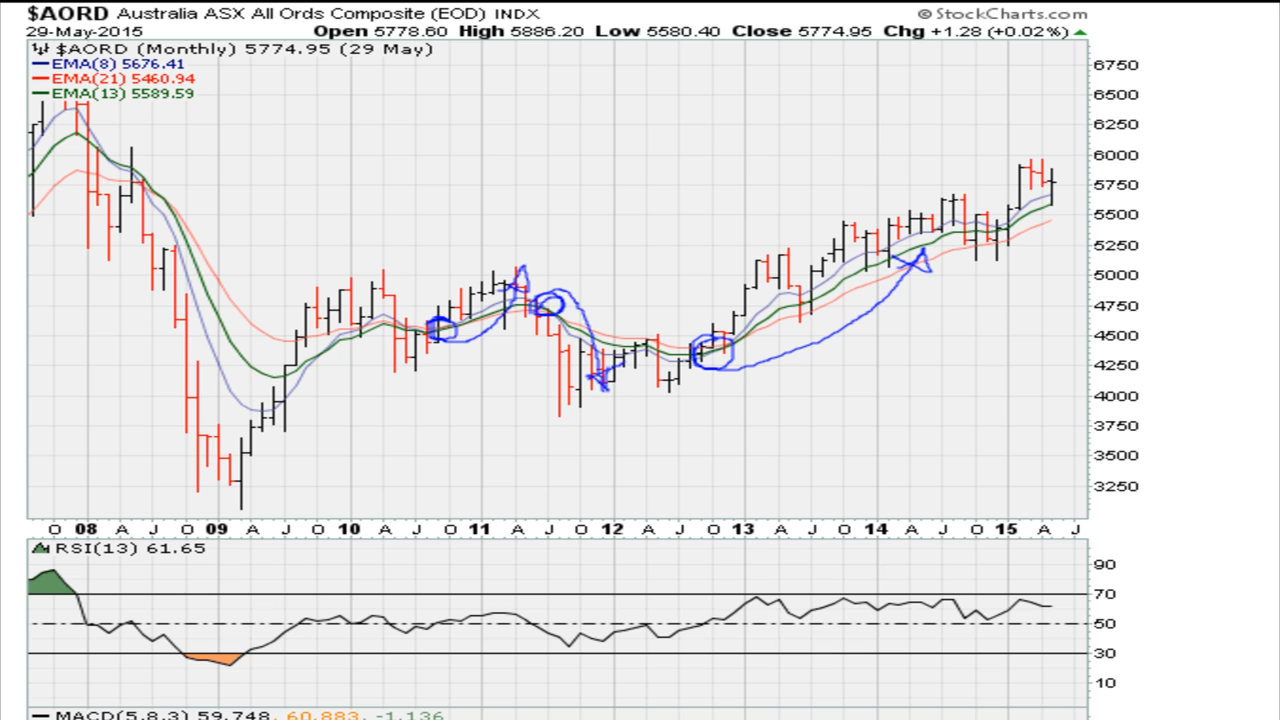 $AORD Australia ASX All Ords Composite (EOD) INDX © StockCharts.com
29-May-2015 Open 5778.60 High 5886.20 Low 5580.40 Close 5774.95 Chg +1.28 (+0.02%)
$AORD (Monthly) 5774.95 (29 May)
EMA(8) 5676.41
EMA(21) 5460.94
EMA(13) 5589.59
6750
6500
6250
6000
5750
5500
5250
5000
4750
4500
4250
4000
3750
3500
3250
O 08 A J O 09 A J O 10 A J O 11 A J O 12 A J O 13 A J O 14 A J O 15 A J
RSI(13) 61.65
90
70
50
30
10
MACD(5,8,3) 59.748, 60.883, -1.136